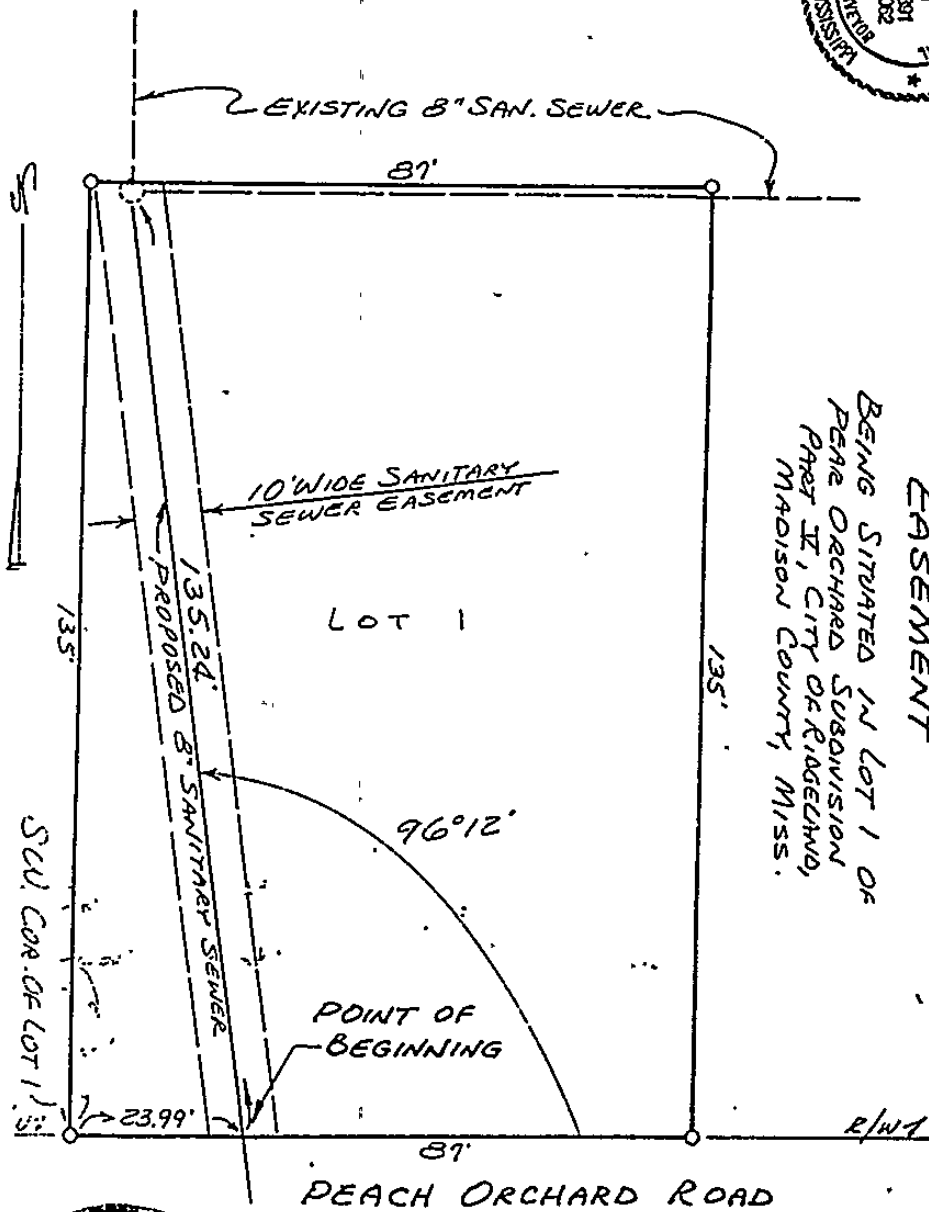 EASEMENT
BEING SITUATED IN LOT 1 OF
PEAR ORCHARD SUBDIVISION
PART IV, CITY OF RIDGELAND,
MADISON COUNTY, MISS.
MISSISSIPPI
EXISTING 8" SAN. SEWER
87'
10' WIDE SANITARY
SEWER EASEMENT
135.24'
PROPOSED 8" SANITARY SEWER
LOT 1
135'
135'
96°12'
S.W. COR. OF LOT 1
POINT OF
BEGINNING
23.99'
87'
R/W
PEACH ORCHARD ROAD